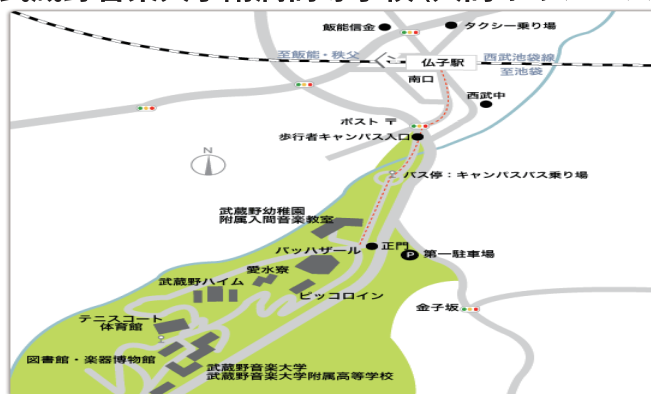 飯能信金
タクシー乗り場
至飯能・秩父
仏子駅
西武池袋線
至池袋
南口
西武中
ポスト 〒
歩行者キャンパス入口
N
バス停：キャンパスバス乗り場
武蔵野幼稚園
附属入間音楽教室
バッハザール
正門
P 第一駐車場
愛水寮
武蔵野ハイム
ピッコロイン
金子坂
テニスコート
体育館
図書館・楽器博物館
武蔵野音楽大学
武蔵野音楽大学附属高等学校